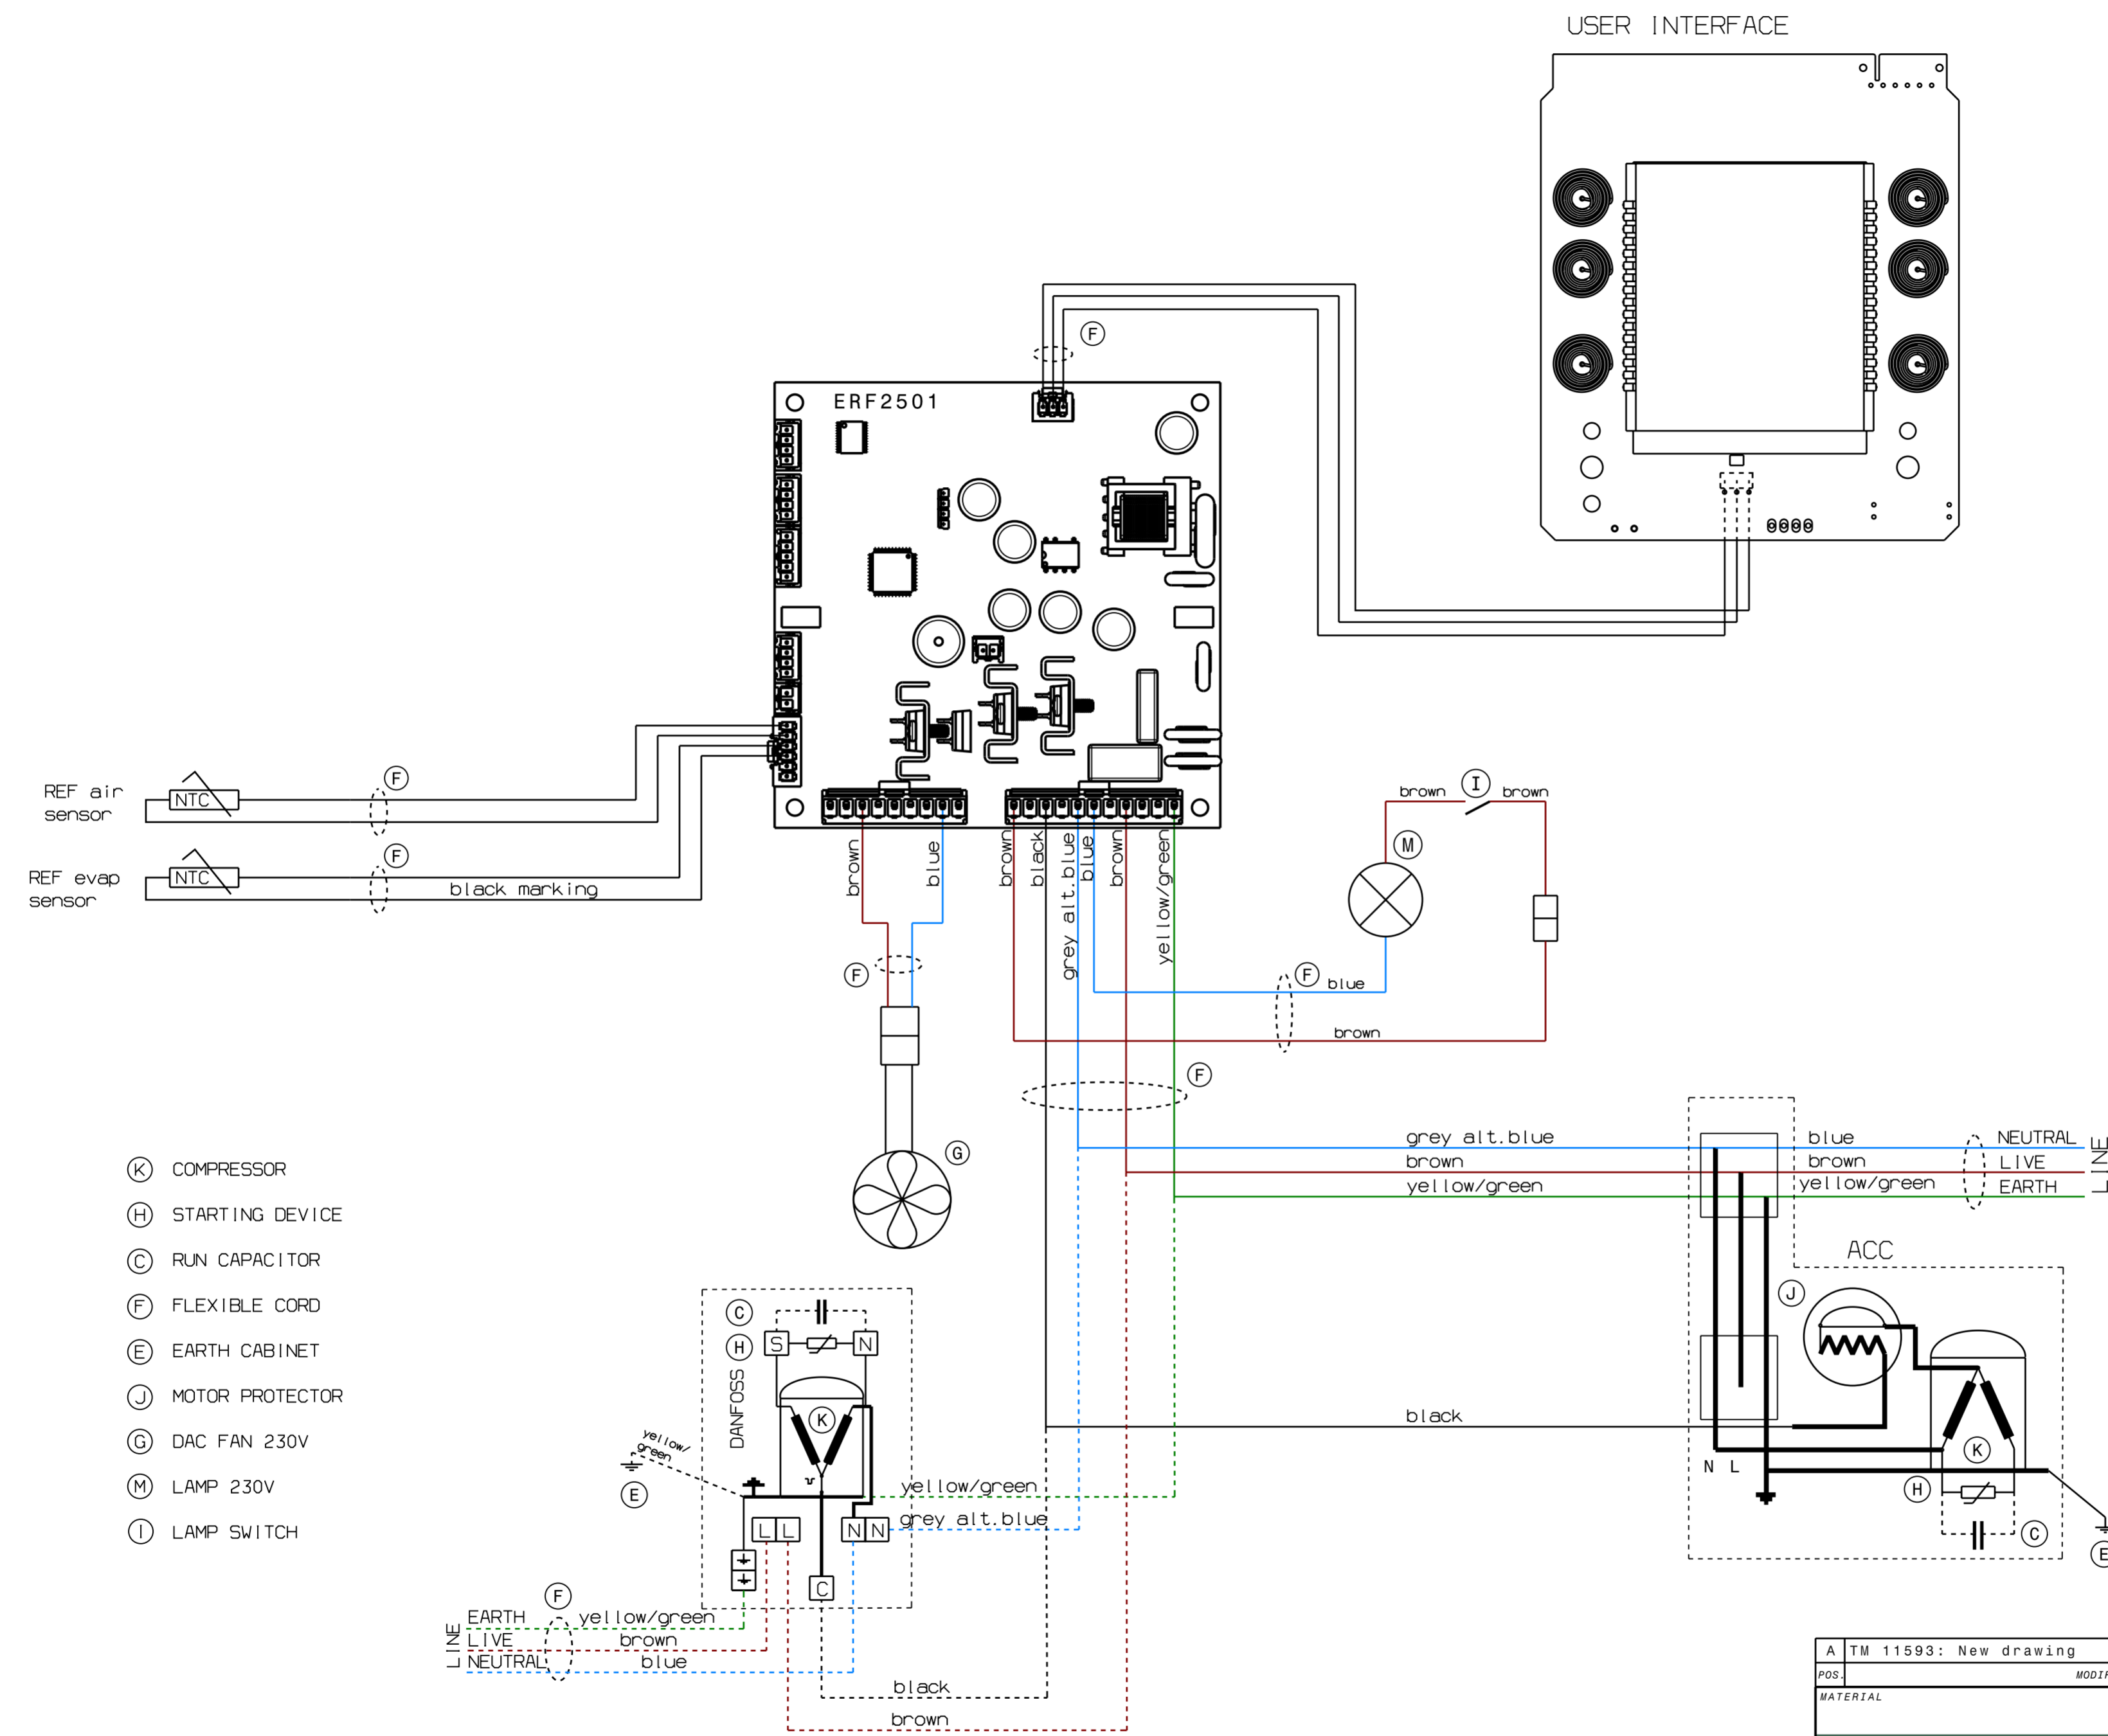 USER INTERFACE
F
ERF2501
REF air
sensor
NTC
F
REF evap
sensor
NTC
F
black marking
brown
blue
brown
black
grey alt.blue
blue
brown
yellow/green
brown
I
brown
M
F
F
blue
brown
F
G
grey alt.blue
brown
yellow/green
blue
brown
yellow/green
NEUTRAL
LIVE
EARTH
LINE
K COMPRESSOR
H STARTING DEVICE
C RUN CAPACITOR
F FLEXIBLE CORD
E EARTH CABINET
J MOTOR PROTECTOR
G DAC FAN 230V
M LAMP 230V
I LAMP SWITCH
ACC
J
C
H
S
N
DANFOSS
K
yellow/
green
E
black
K
N L
H
C
E
yellow/green
grey alt.blue
L L
N N
C
F
LINE
EARTH yellow/green
LIVE brown
NEUTRAL blue
black
brown
A TM 11593: New drawing
POS.
MODIF
MATERIAL